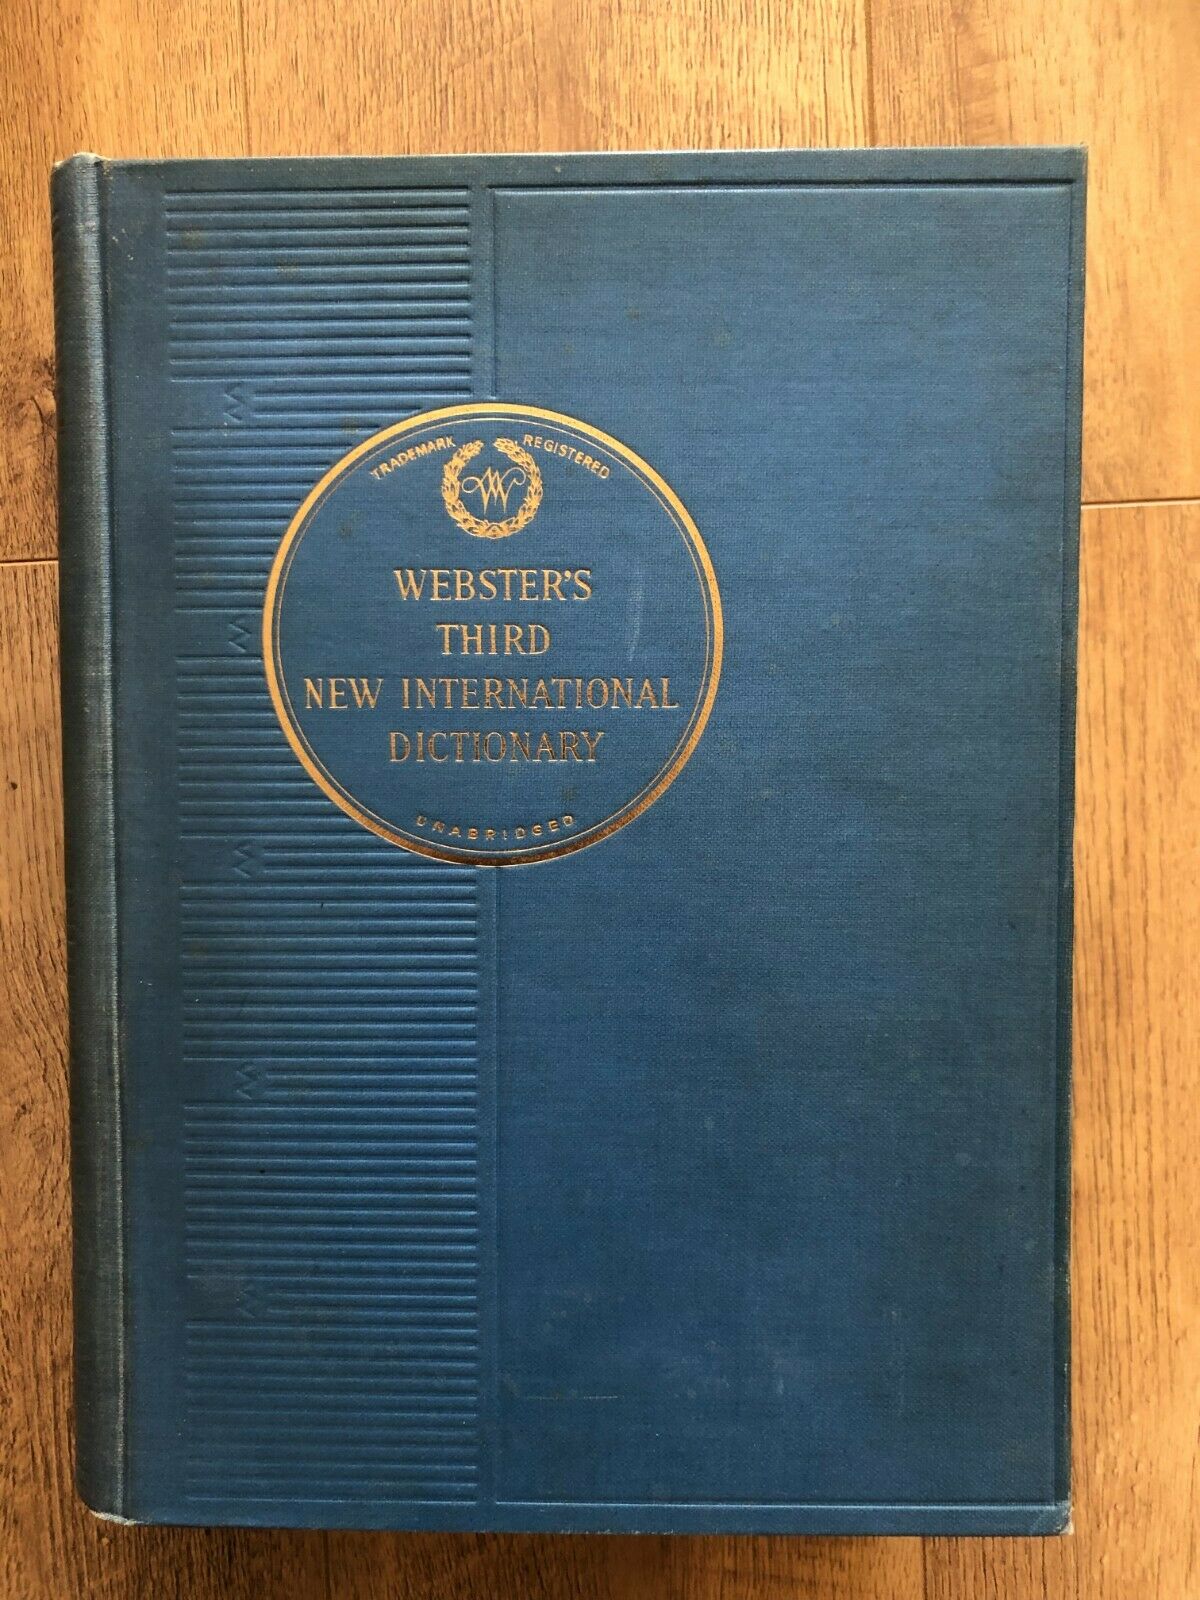 TRADEMARK REGISTERED
W
WEBSTER'S
THIRD
NEW INTERNATIONAL
DICTIONARY
UNABRIDGED